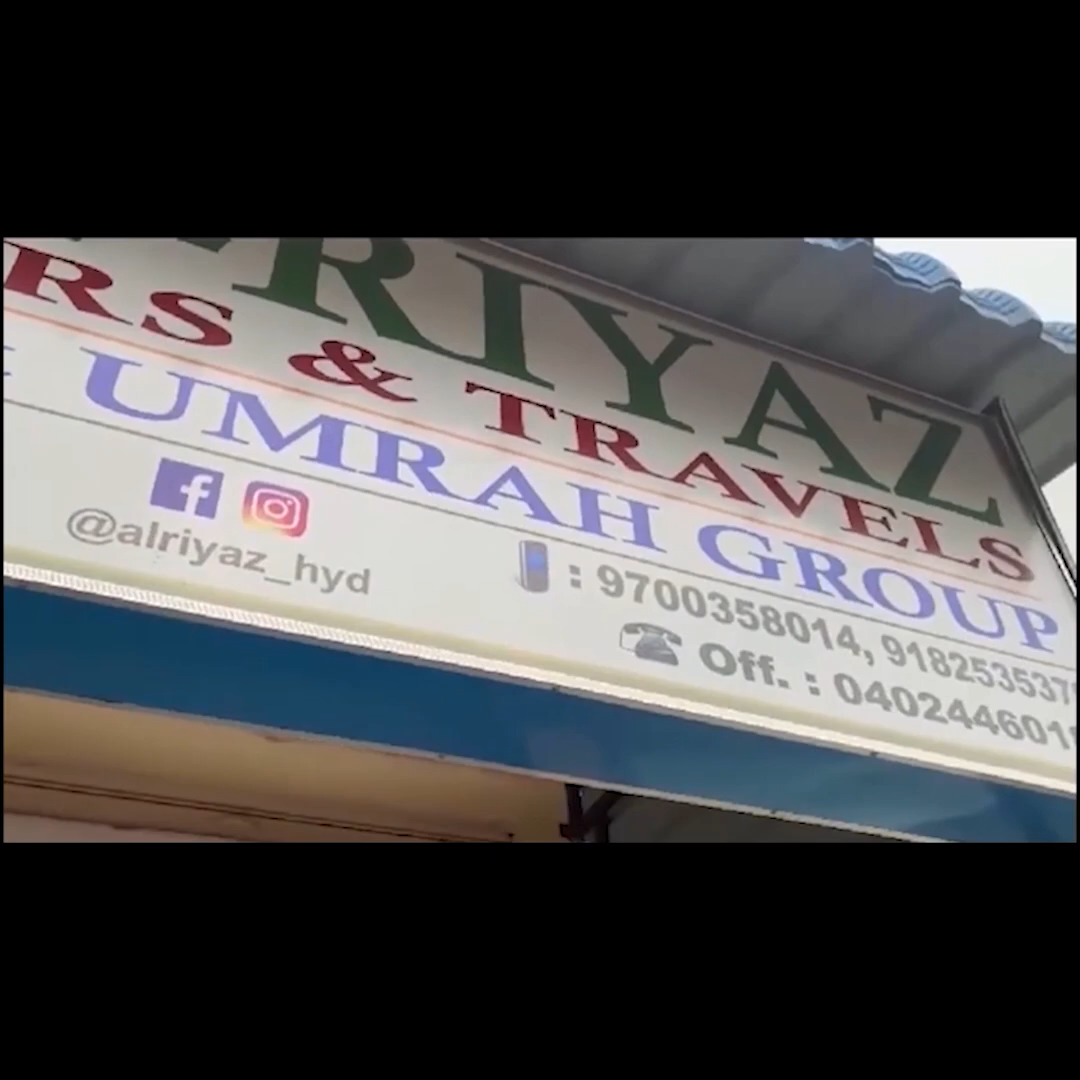 RIYAZ
RS & TRAVELS
UMRAH GROUP
@alriyaz_hyd
: 9700358014, 918253537
Off. : 040244601